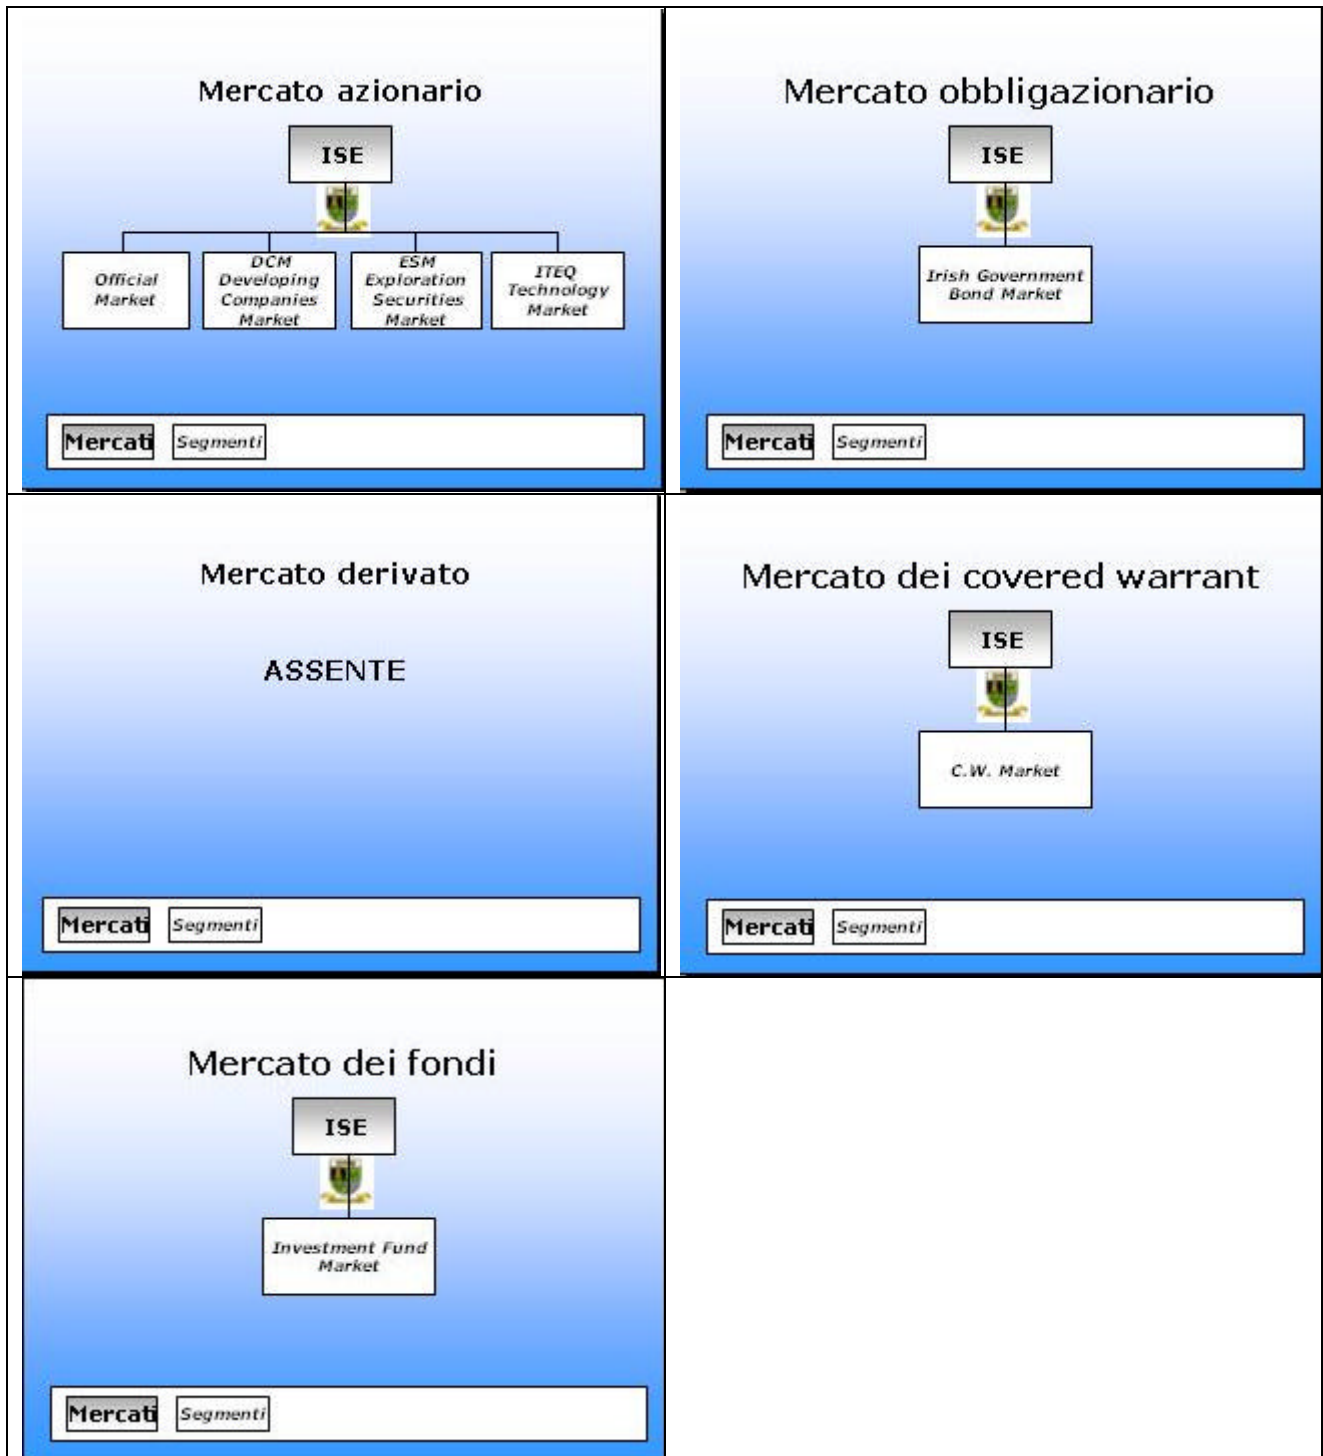 Mercato azionario
ISE
Official
Market
DCM
Developing
Companies
Market
ESM
Exploration
Securities
Market
ITEQ
Technology
Market
Mercati
Segmenti
Mercato obbligazionario
ISE
Irish Government
Bond Market
Mercati
Segmenti
Mercato derivato
ASSENTE
Mercati
Segmenti
Mercato dei covered warrant
ISE
C.W. Market
Mercati
Segmenti
Mercato dei fondi
ISE
Investment Fund
Market
Mercati
Segmenti